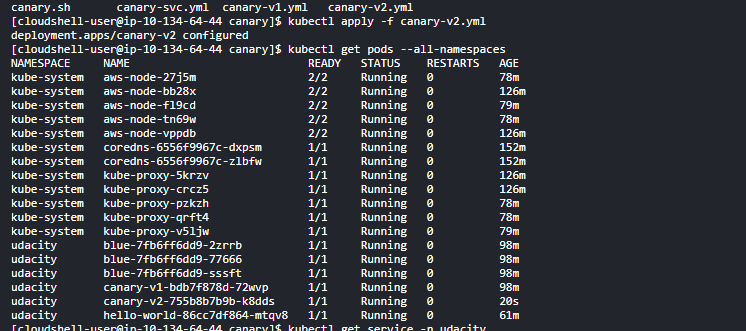 canary.sh canary-svc.yml canary-v1.yml canary-v2.yml
[cloudshell-user@ip-10-134-64-44 canary]$ kubectl apply -f canary-v2.yml
deployment.apps/canary-v2 configured
[cloudshell-user@ip-10-134-64-44 canary]$ kubectl get pods --all-namespaces
NAMESPACE NAME READY STATUS RESTARTS AGE
kube-system aws-node-27j5m 2/2 Running 0 78m
kube-system aws-node-bb28x 2/2 Running 0 126m
kube-system aws-node-fl9cd 2/2 Running 0 79m
kube-system aws-node-tn69w 2/2 Running 0 78m
kube-system aws-node-vppdb 2/2 Running 0 126m
kube-system coredns-6556f9967c-dxpsm 1/1 Running 0 152m
kube-system coredns-6556f9967c-zlbfw 1/1 Running 0 152m
kube-system kube-proxy-5krzv 1/1 Running 0 126m
kube-system kube-proxy-crcz5 1/1 Running 0 126m
kube-system kube-proxy-pzkzh 1/1 Running 0 78m
kube-system kube-proxy-qrft4 1/1 Running 0 78m
kube-system kube-proxy-v5ljw 1/1 Running 0 79m
udacity blue-7fb6ff6dd9-2zrrb 1/1 Running 0 98m
udacity blue-7fb6ff6dd9-77666 1/1 Running 0 98m
udacity blue-7fb6ff6dd9-sssft 1/1 Running 0 98m
udacity canary-v1-bdb7f878d-72wvp 1/1 Running 0 98m
udacity canary-v2-755b8b7b9b-k8dds 1/1 Running 0 20s
udacity hello-world-86cc7df864-mtqv8 1/1 Running 0 61m
[cloudshell-user@ip-10-134-64-44 canary]$ kubectl get service -n udacity